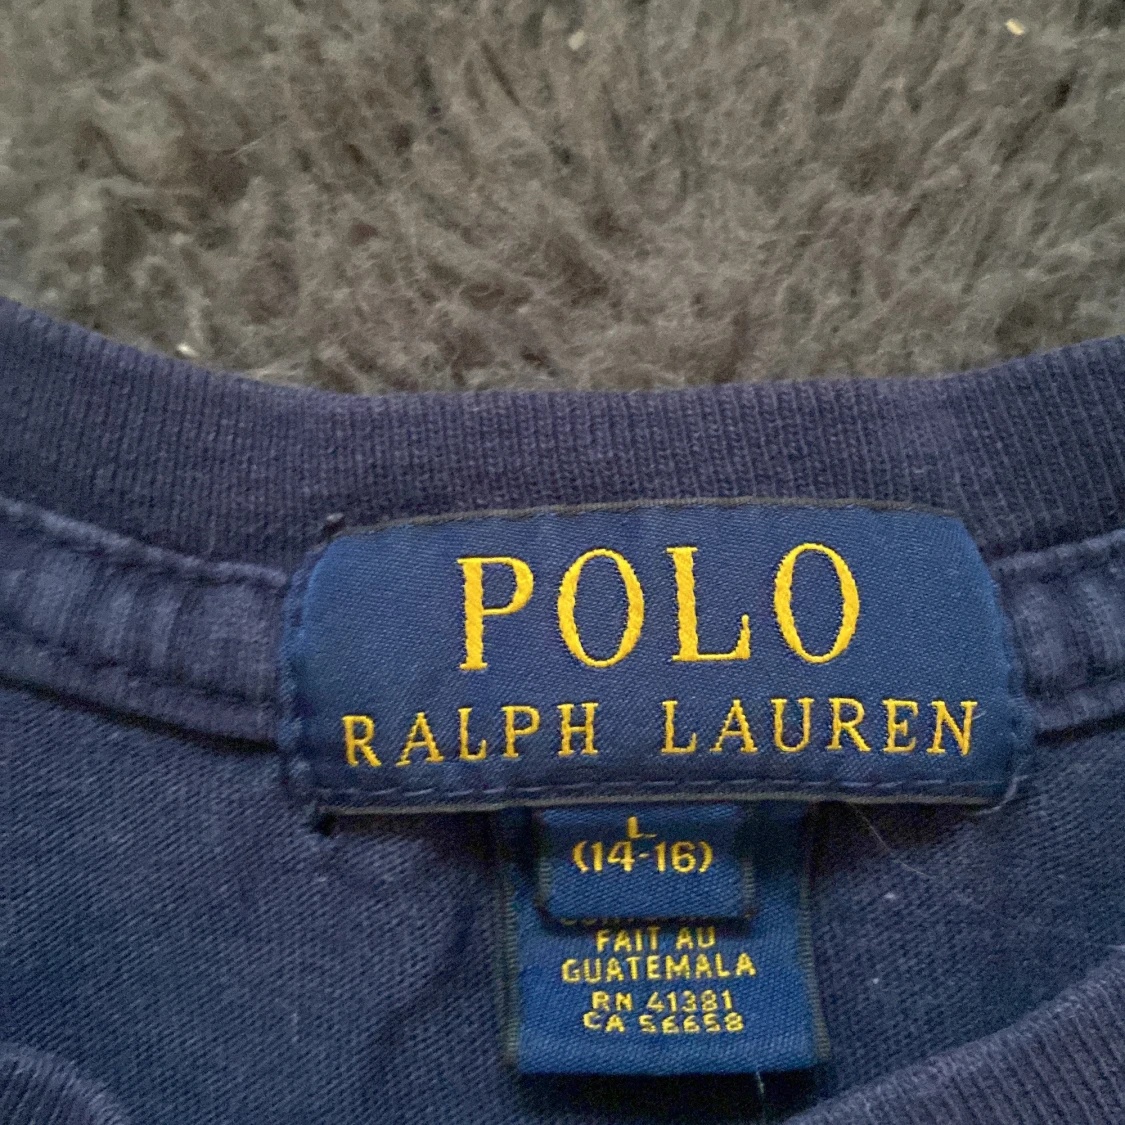 POLO
RALPH LAUREN
L
(14-16)
FAIT AU
GUATEMALA
RN 41381
CA 56658